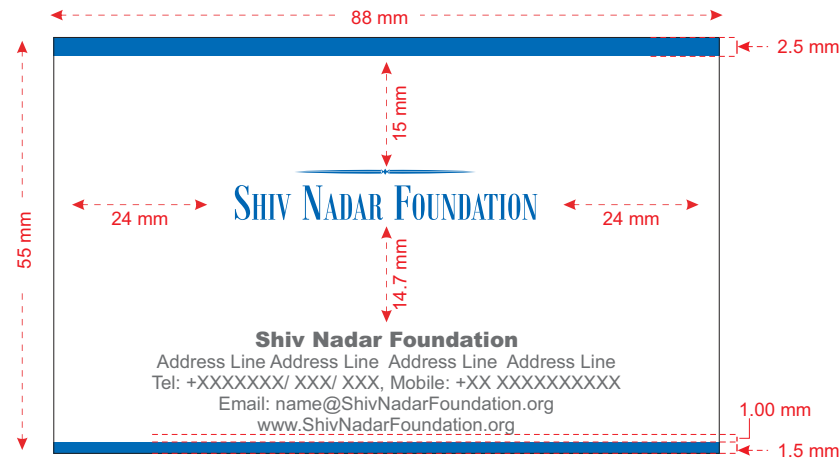 88 mm
2.5 mm
15 mm
SHIV NADAR FOUNDATION
24 mm
24 mm
55 mm
14.7 mm
Shiv Nadar Foundation
Address Line Address Line Address Line Address Line
Tel: +XXXXXXX/ XXX/ XXX, Mobile: +XX XXXXXXXXXX
Email: name@ShivNadarFoundation.org
www.ShivNadarFoundation.org
1.00 mm
1.5 mm